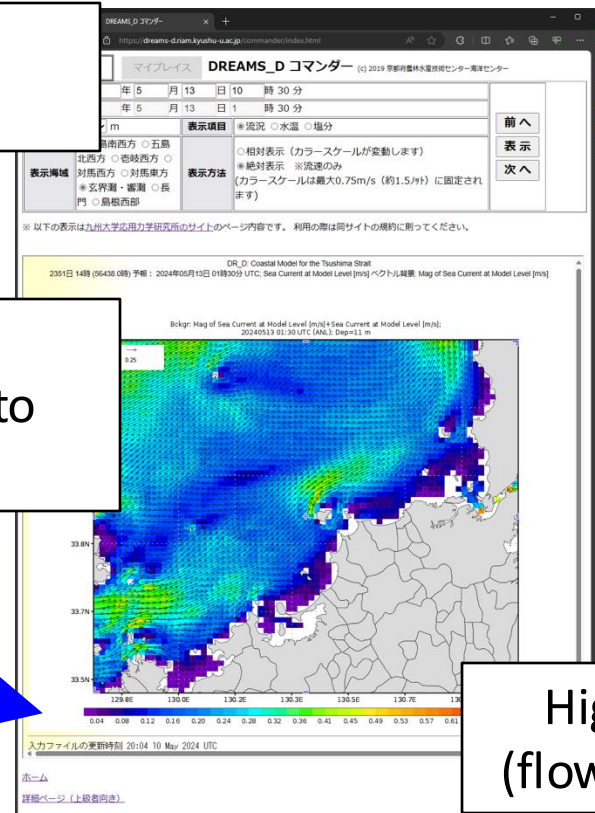 DREAMS_D コマンダー
https://dreams-d.riam.kyushu-u.ac.jp/commander/index.html
マイプレイス DREAMS_D コマンダー (c) 2019 京都府農林水産技術センター海洋センター
年 5 月 13 日 10 時 30 分
年 5 月 13 日 1 時 30 分
m 表示項目 流況 水温 塩分
表示海域
島南西方 五島
北西方 壱岐西方
対馬西方 対馬東方
玄界灘・響灘 長
門 島根西部
表示方法
相対表示（カラースケールが変動します）
絶対表示 ※流速のみ
(カラースケールは最大0.75m/s（約1.5ﾉｯﾄ）に固定され
ます)
前へ
表示
次へ
※ 以下の表示は九州大学応用力学研究所のサイトのページ内容です。 利用の際は同サイトの規約に則ってください。
DR_D: Coastal Model for the Tsushima Strait
2351日 14時 (56438.0時) 予報： 2024年05月13日 01時30分 UTC; Sea Current at Model Level [m/s] ベクトル背景: Mag of Sea Current at Model Level [m/s]
Bckgr: Mag of Sea Current at Model Level [m/s]+Sea Current at Model Level [m/s];
20240513 01:30 UTC (ANL); Dep=11 m
0.25
to
33.8N
33.7N
33.5N
129.8E 130.0E 130.2E 130.3E 130.5E 130.7E
0.04 0.08 0.12 0.16 0.20 0.24 0.28 0.32 0.36 0.41 0.45 0.49 0.53 0.57 0.61
Hig
(flow
入力ファイルの更新時刻 20:04 10 May 2024 UTC
ホーム
詳細ページ（上級者向き）